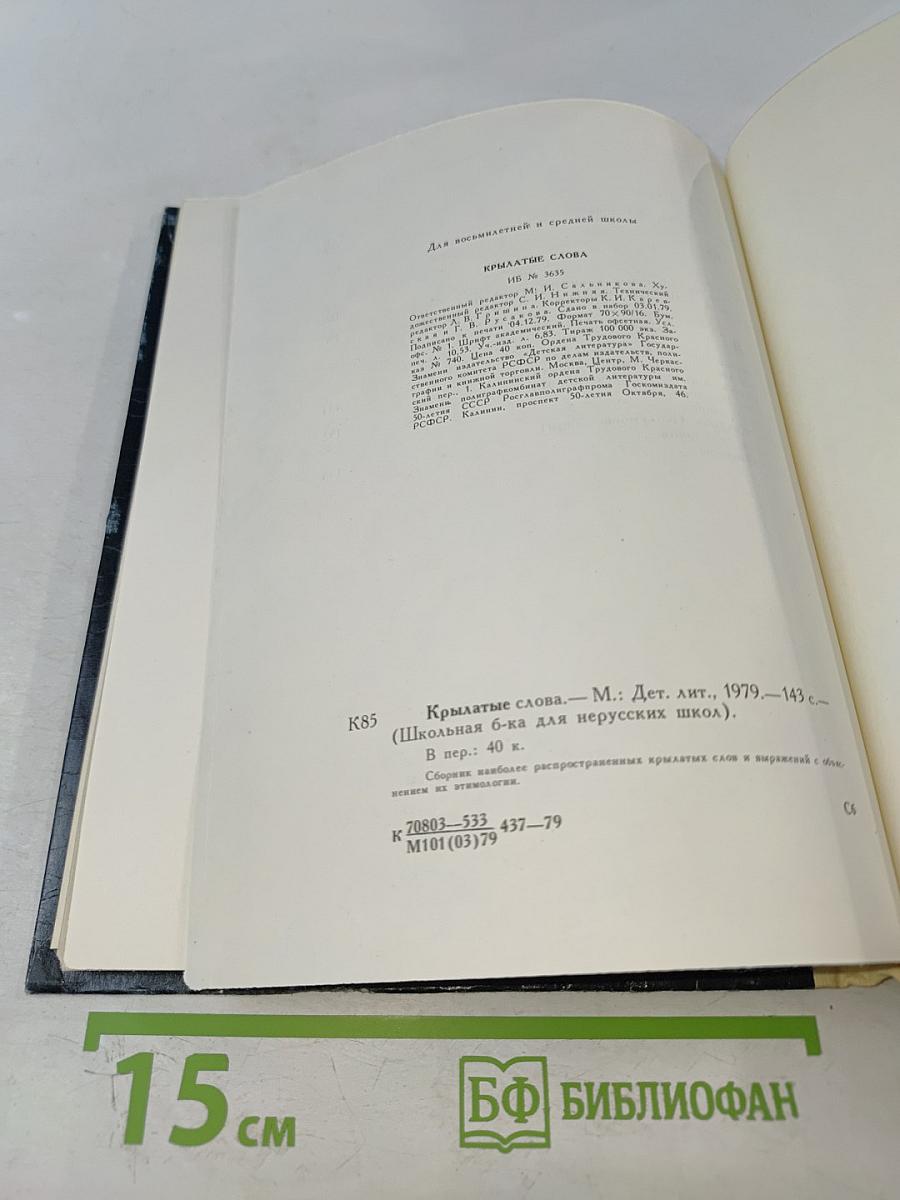 Для восьмилетней и средней школы
КРЫЛАТЫЕ СЛОВА
ИБ № 3635
Ответственный редактор М. И. Сальникова. Ху-
дожественный редактор С. И. Нижняя. Технический
редактор Л. В. Гришина. Корректоры К. И. Карев-
ская и Г. В. Русакова. Сдано в набор 03.01.79.
Подписано к печати 04.12.79. Формат 70×90/16. Бум.
офс. № 1. Шрифт академический. Печать офсетная. Усл.
печ. л. 10,53. Уч.-изд. л. 6,83. Тираж 100 000 экз. За-
каз № 740. Цена 40 коп. Ордена Трудового Красного
Знамени издательство «Детская литература» Государ-
ственного комитета РСФСР по делам издательств, поли-
графии и книжной торговли. Москва, Центр, М. Черкас-
ский пер., 1. Калининский ордена Трудового Красного
Знамени полиграфкомбинат детской литературы им.
50-летия СССР Росглавполиграфпрома Госкомиздата
РСФСР. Калинин, проспект 50-летия Октября, 46.
К85
Крылатые слова.— М.: Дет. лит., 1979.—143 с.—
(Школьная б-ка для нерусских школ).
В пер.: 40 к.
Сборник наиболее распространенных крылатых слов и выражений с объяс-
нением их этимологии.
К 70803—533 437—79
М101(03)79
С6
15 см
БФ БИБЛИОФАН